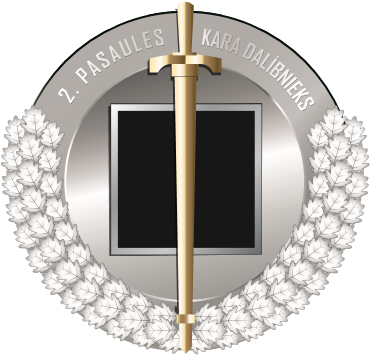 2. PASAULES KARA DALĪBNIEKS